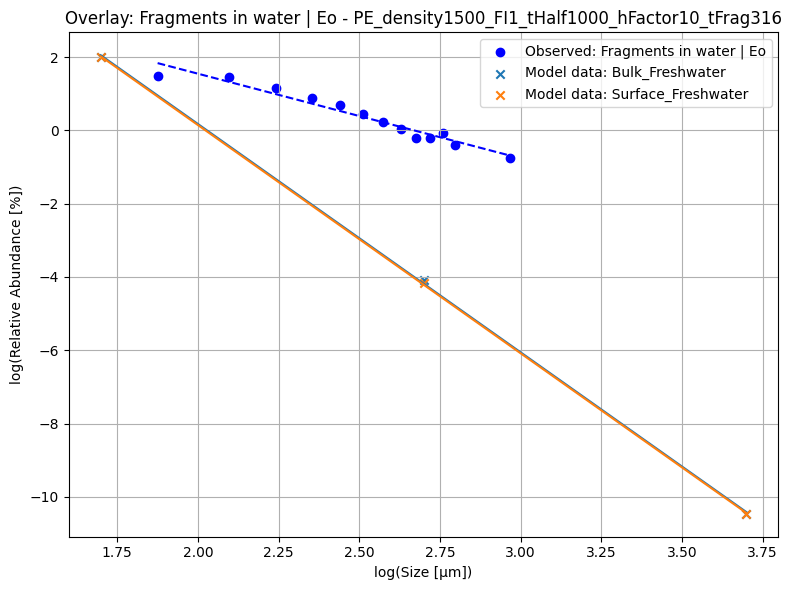 Overlay: Fragments in water | Eo - PE_density1500_FI1_tHalf1000_hFactor10_tFrag316
Observed: Fragments in water | Eo
Model data: Bulk_Freshwater
Model data: Surface_Freshwater
log(Relative Abundance [%])
2
0
−2
−4
−6
−8
−10
1.75 2.00 2.25 2.50 2.75 3.00 3.25 3.50 3.75
log(Size [μm])